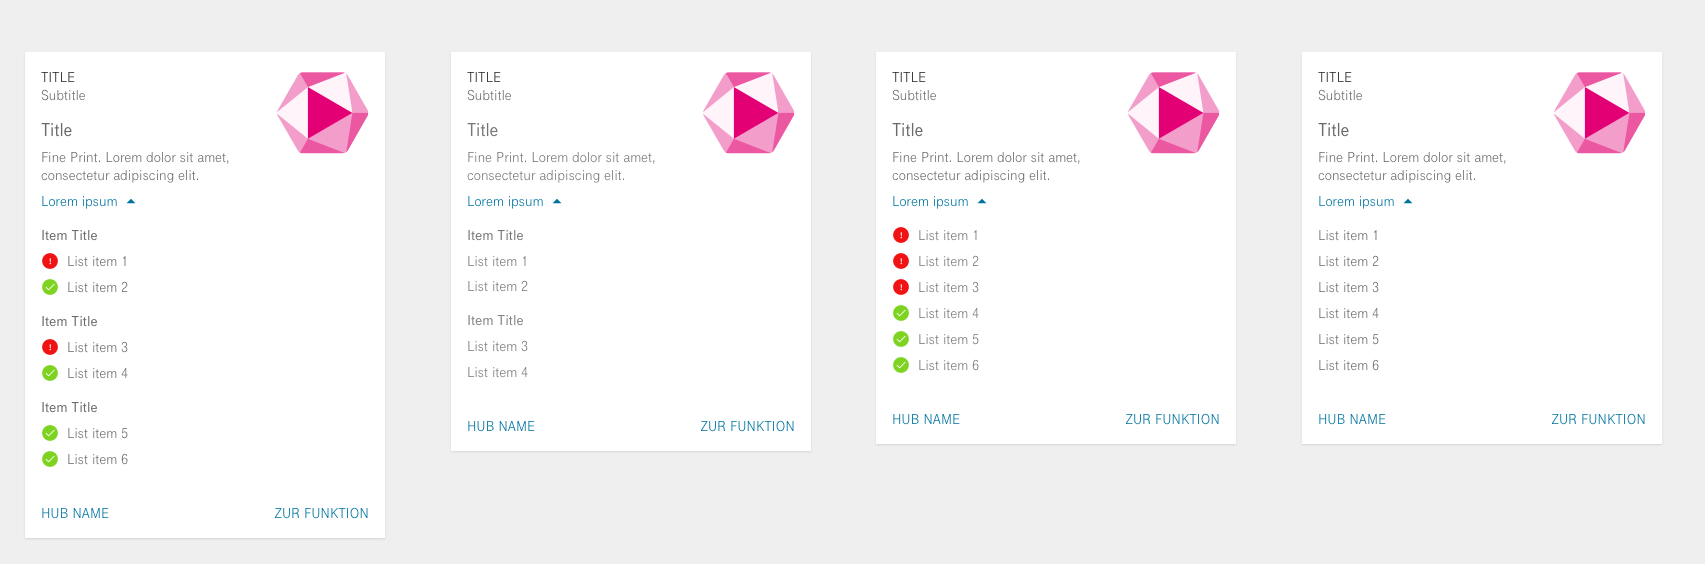 TITLE
Subtitle
Title
Fine Print. Lorem dolor sit amet,
consectetur adipiscing elit.
Lorem ipsum
Item Title
List item 1
List item 2
Item Title
List item 3
List item 4
Item Title
List item 5
List item 6
HUB NAME
ZUR FUNKTION
TITLE
Subtitle
Title
Fine Print. Lorem dolor sit amet,
consectetur adipiscing elit.
Lorem ipsum
Item Title
List item 1
List item 2
Item Title
List item 3
List item 4
HUB NAME
ZUR FUNKTION
TITLE
Subtitle
Title
Fine Print. Lorem dolor sit amet,
consectetur adipiscing elit.
Lorem ipsum
List item 1
List item 2
List item 3
List item 4
List item 5
List item 6
HUB NAME
ZUR FUNKTION
TITLE
Subtitle
Title
Fine Print. Lorem dolor sit amet,
consectetur adipiscing elit.
Lorem ipsum
List item 1
List item 2
List item 3
List item 4
List item 5
List item 6
HUB NAME
ZUR FUNKTION